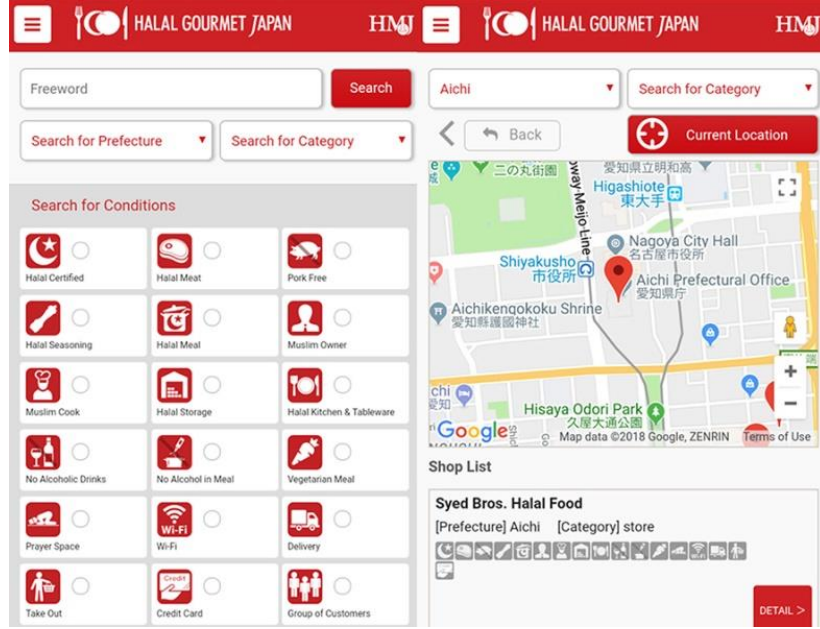 HALAL GOURMET JAPAN
HMJ
Freeword
Search
Search for Prefecture
Search for Category
Search for Conditions
Halal Certified
Halal Meat
Pork Free
Halal Seasoning
Halal Meal
Muslim Owner
Muslim Cook
Halal Storage
Halal Kitchen & Tableware
No Alcoholic Drinks
No Alcohol in Meal
Vegetarian Meal
Prayer Space
Wi-Fi
Wi-Fi
Delivery
Take Out
Credit
Credit Card
Group of Customers
HALAL GOURMET JAPAN
HMJ
Aichi
Search for Category
Back
Current Location
二の丸街園
愛知県立明和高
way Meijo Line
Higashiote
東大手
Nagoya City Hall
名古屋市役所
Shiyakusho
市役所
Aichi Prefectural Office
愛知県庁
Aichikengokoku Shrine
愛知縣護國神社
Hisaya Odori Park
久屋大通公園
Google
Map data ©2018 Google, ZENRIN
Terms of Use
Shop List
Syed Bros. Halal Food
[Prefecture] Aichi [Category] store
DETAIL >